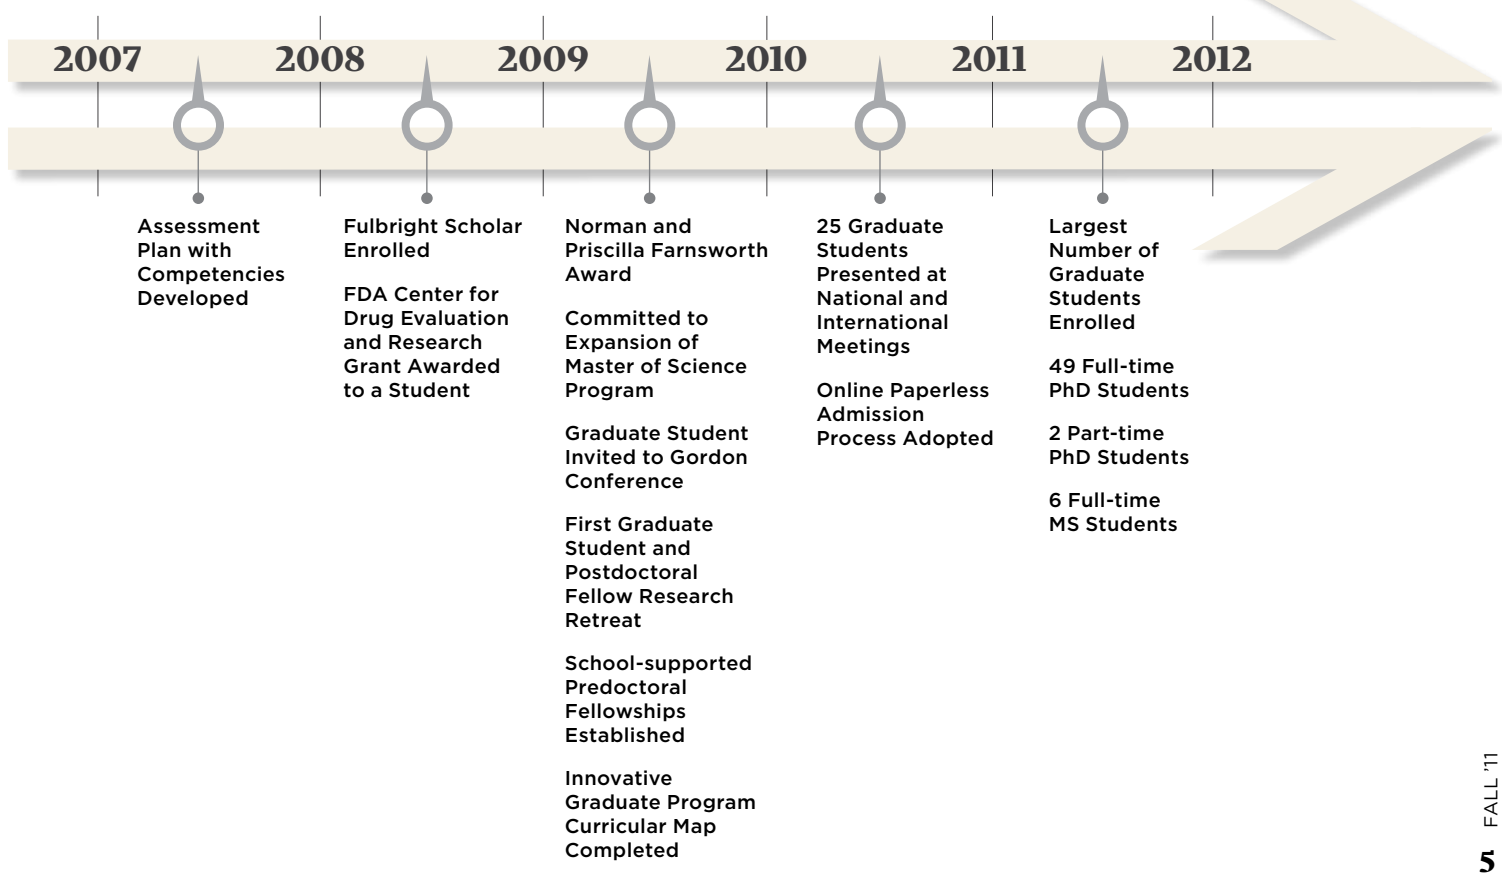 2007 2008 2009 2010 2011 2012
Assessment
Plan with
Competencies
Developed
Fulbright Scholar
Enrolled
FDA Center for
Drug Evaluation
and Research
Grant Awarded
to a Student
Norman and
Priscilla Farnsworth
Award
Committed to
Expansion of
Master of Science
Program
Graduate Student
Invited to Gordon
Conference
First Graduate
Student and
Postdoctoral
Fellow Research
Retreat
School-supported
Predoctoral
Fellowships
Established
Innovative
Graduate Program
Curricular Map
Completed
25 Graduate
Students
Presented at
National and
International
Meetings
Online Paperless
Admission
Process Adopted
Largest
Number of
Graduate
Students
Enrolled
49 Full-time
PhD Students
2 Part-time
PhD Students
6 Full-time
MS Students
FALL '11
5